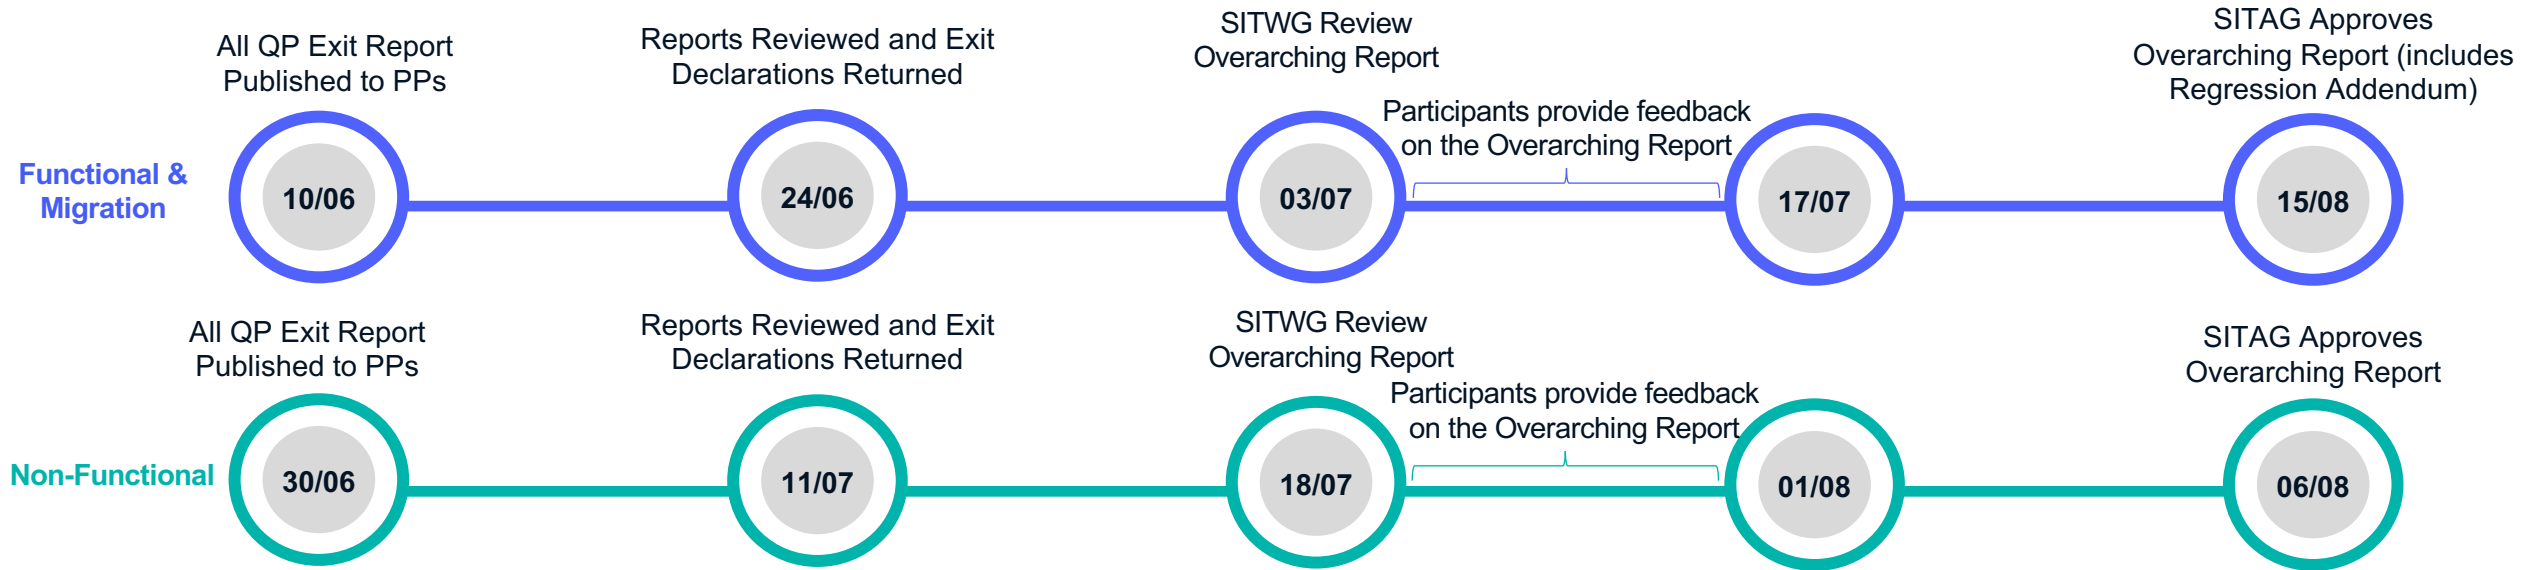 All QP Exit Report
Published to PPs
Reports Reviewed and Exit
Declarations Returned
SITWG Review
Overarching Report
Participants provide feedback
on the Overarching Report
SITAG Approves
Overarching Report (includes
Regression Addendum)
Functional &
Migration
10/06
24/06
03/07
17/07
15/08
All QP Exit Report
Published to PPs
Reports Reviewed and Exit
Declarations Returned
SITWG Review
Overarching Report
Participants provide feedback
on the Overarching Report
SITAG Approves
Overarching Report
Non-Functional
30/06
11/07
18/07
01/08
06/08